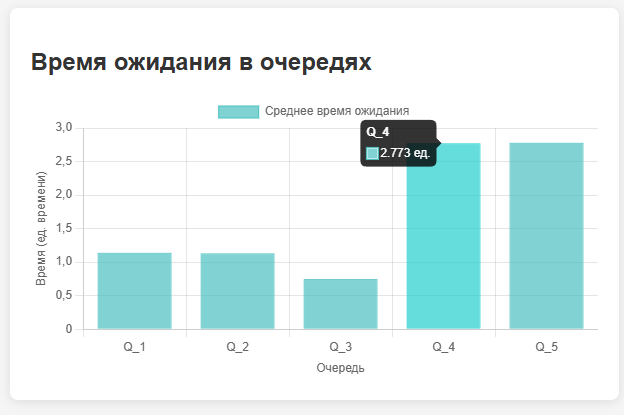 Время ожидания в очередях
Среднее время ожидания
Q_4
2.773 ед.
Время (ед. времени)
3,0
2,5
2,0
1,5
1,0
0,5
0
Q_1 Q_2 Q_3 Q_4 Q_5
Очередь